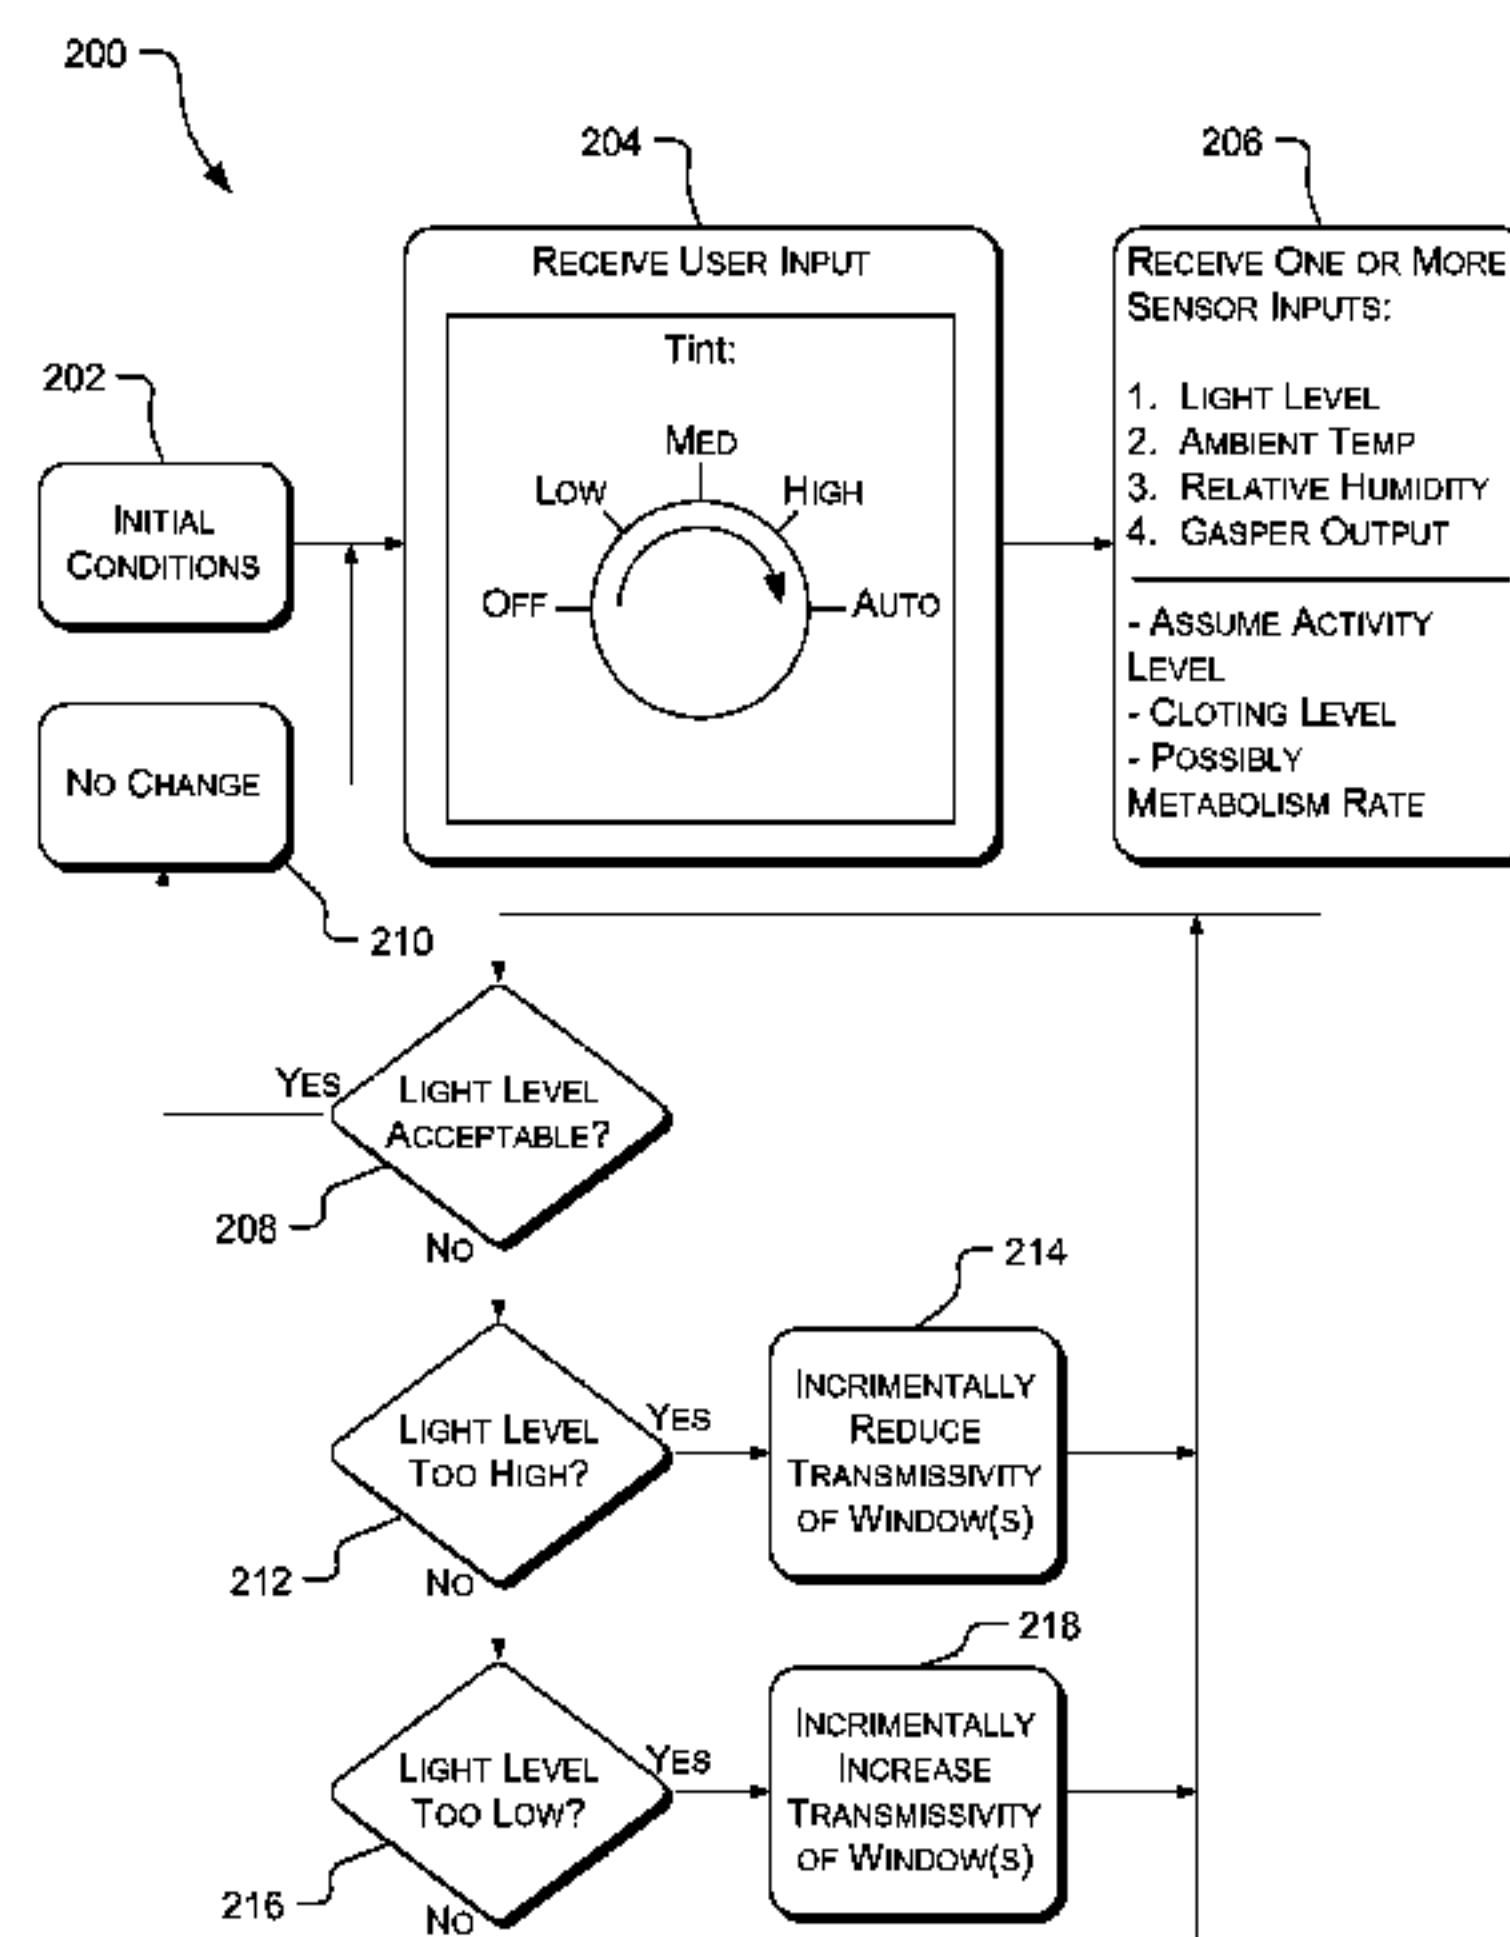 200
204
206
RECEIVE USER INPUT
Tint:
MED
LOW
HIGH
OFF
AUTO
RECEIVE ONE OR MORE
SENSOR INPUTS:
1. LIGHT LEVEL
2. AMBIENT TEMP
3. RELATIVE HUMIDITY
4. GASPER OUTPUT
- ASSUME ACTIVITY
LEVEL
- CLOTING LEVEL
- POSSIBLY
METABOLISM RATE
202
INITIAL
CONDITIONS
NO CHANGE
210
YES
LIGHT LEVEL
ACCEPTABLE?
208
NO
214
LIGHT LEVEL
TOO HIGH?
YES
INCRIMENTALLY
REDUCE
TRANSMISSIVITY
OF WINDOW(S)
212
NO
218
LIGHT LEVEL
TOO LOW?
YES
INCRIMENTALLY
INCREASE
TRANSMISSIVITY
OF WINDOW(S)
216
NO